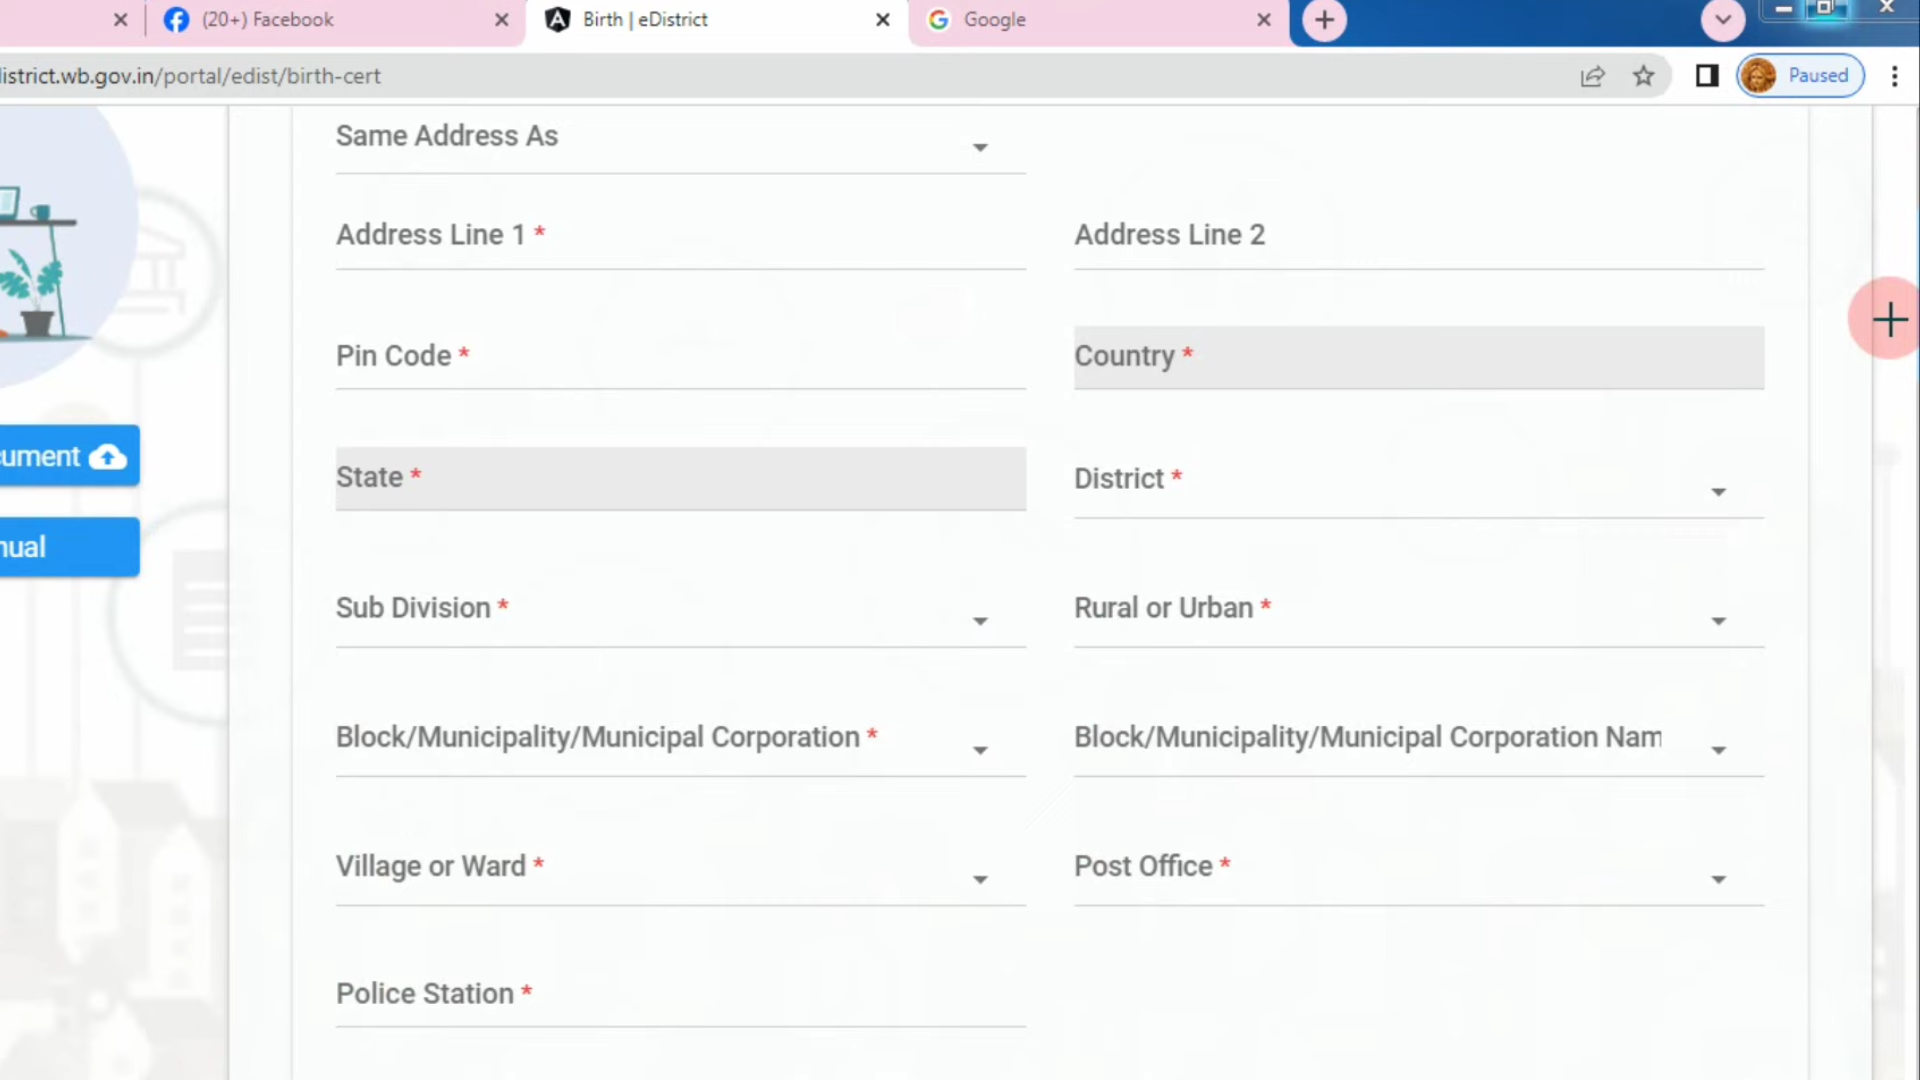 (20+) Facebook
Birth | eDistrict
Google
istrict.wb.gov.in/portal/edist/birth-cert
Paused
Same Address As
Address Line 1 *
Address Line 2
Pin Code *
Country *
ument
State *
District *
nual
Sub Division *
Rural or Urban *
Block/Municipality/Municipal Corporation *
Block/Municipality/Municipal Corporation Nam
Village or Ward *
Post Office *
Police Station *